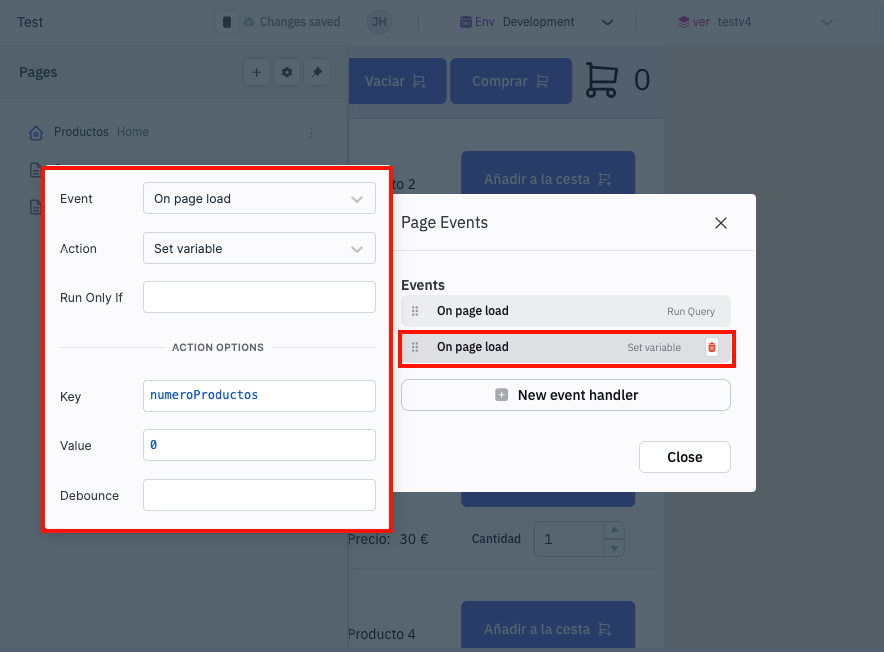 Test
Changes saved
JH
Env
Development
ver
testv4
Pages
Vaciar
Comprar
0
Productos
Home
to 2
Añadir a la cesta
Event
On page load
Action
Set variable
Run Only If
ACTION OPTIONS
Key
numeroProductos
Value
0
Debounce
Page Events
Events
On page load
Run Query
On page load
Set variable
New event handler
Close
Precio:
30 €
Cantidad
1
Producto 4
Añadir a la cesta